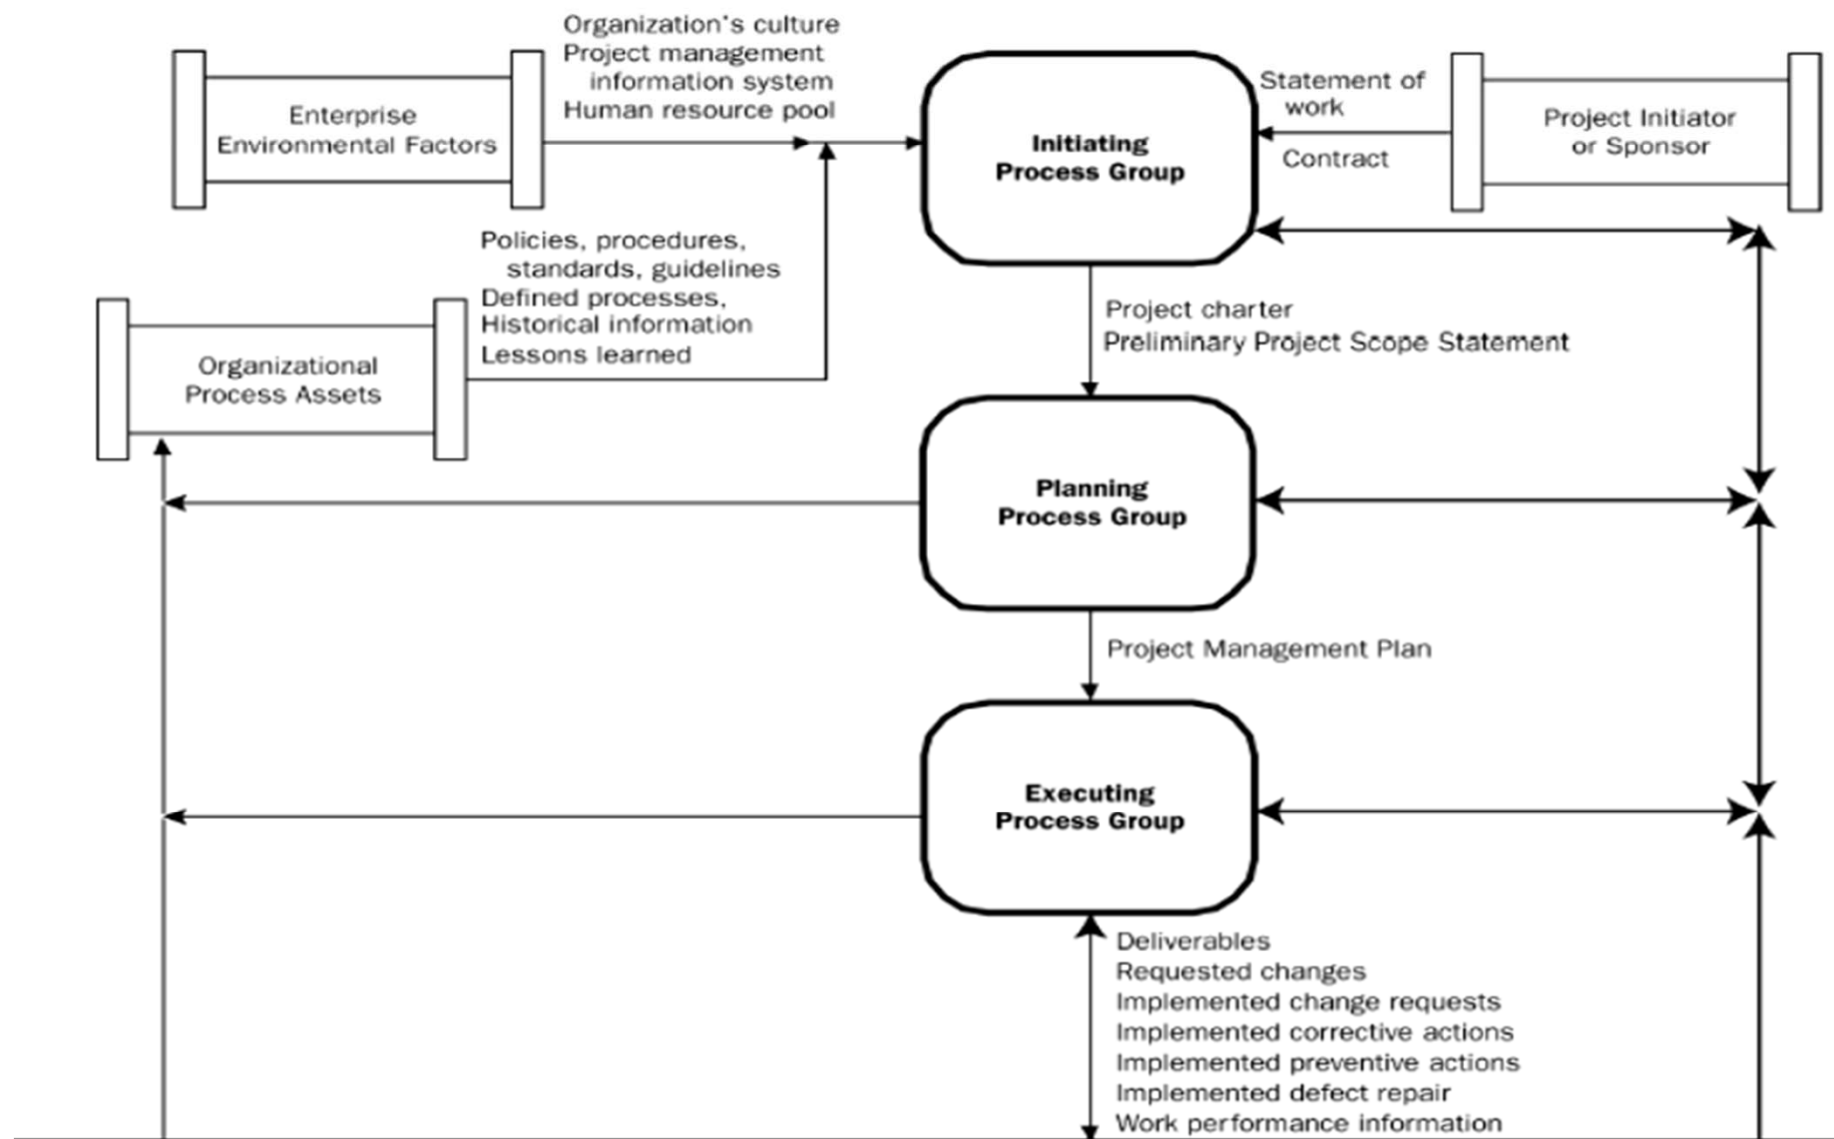 Organization's culture
Project management
information system
Human resource pool
Enterprise
Environmental Factors
Initiating
Process Group
Statement of
work
Contract
Project Initiator
or Sponsor
Policies, procedures,
standards, guidelines
Defined processes,
Historical information
Lessons learned
Organizational
Process Assets
Project charter
Preliminary Project Scope Statement
Planning
Process Group
Project Management Plan
Executing
Process Group
Deliverables
Requested changes
Implemented change requests
Implemented corrective actions
Implemented preventive actions
Implemented defect repair
Work performance information